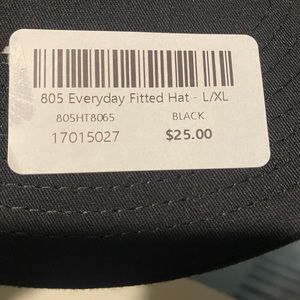 805 Everyday Fitted Hat - L/XL
805HT8065 BLACK
17015027 $25.00